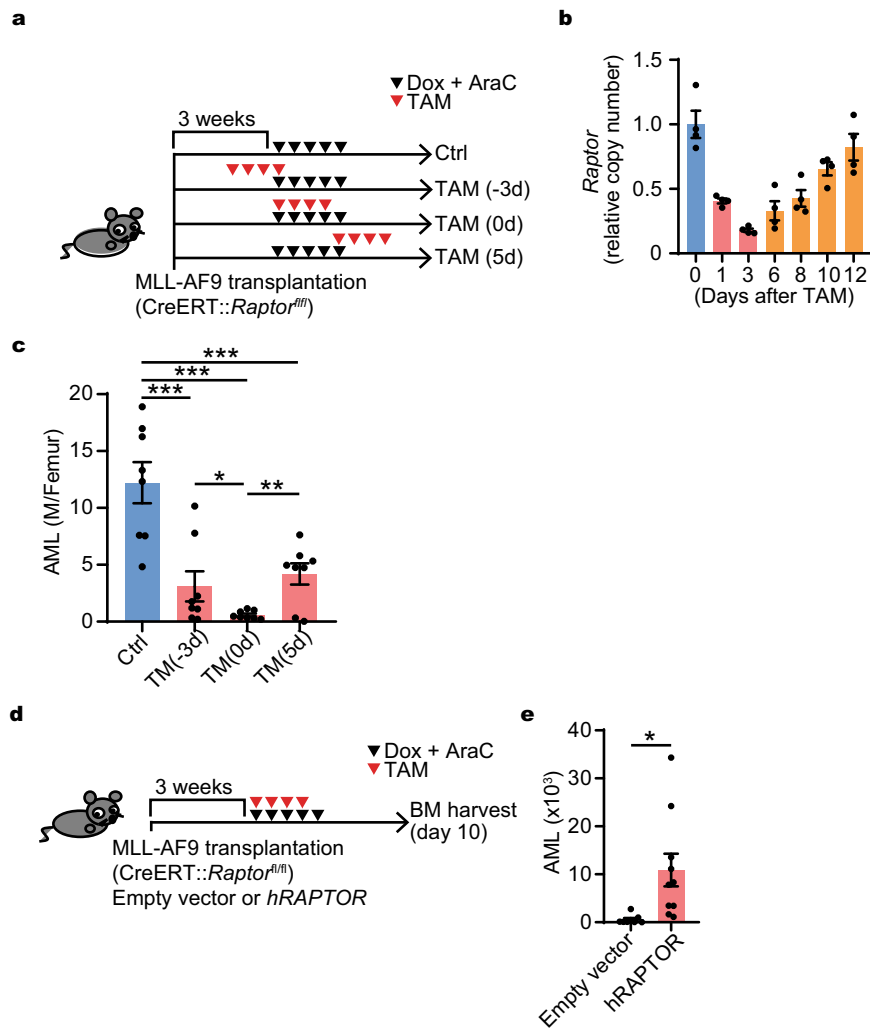 a
Dox + AraC
TAM
3 weeks
Ctrl
TAM (-3d)
TAM (0d)
TAM (5d)
MLL-AF9 transplantation
(CreERT::Raptorfl/fl)
b
Raptor
(relative copy number)
1.5
1.0
0.5
0
0 1 3 6 8 10 12
(Days after TAM)
c
AML (M/Femur)
20
15
10
5
0
***
***
***
*
**
Ctrl
TM(-3d)
TM(0d)
TM(5d)
d
Dox + AraC
TAM
3 weeks
BM harvest
(day 10)
MLL-AF9 transplantation
(CreERT::Raptorfl/fl)
Empty vector or hRAPTOR
e
AML (x10³)
40
30
20
10
0
*
Empty vector
hRAPTOR